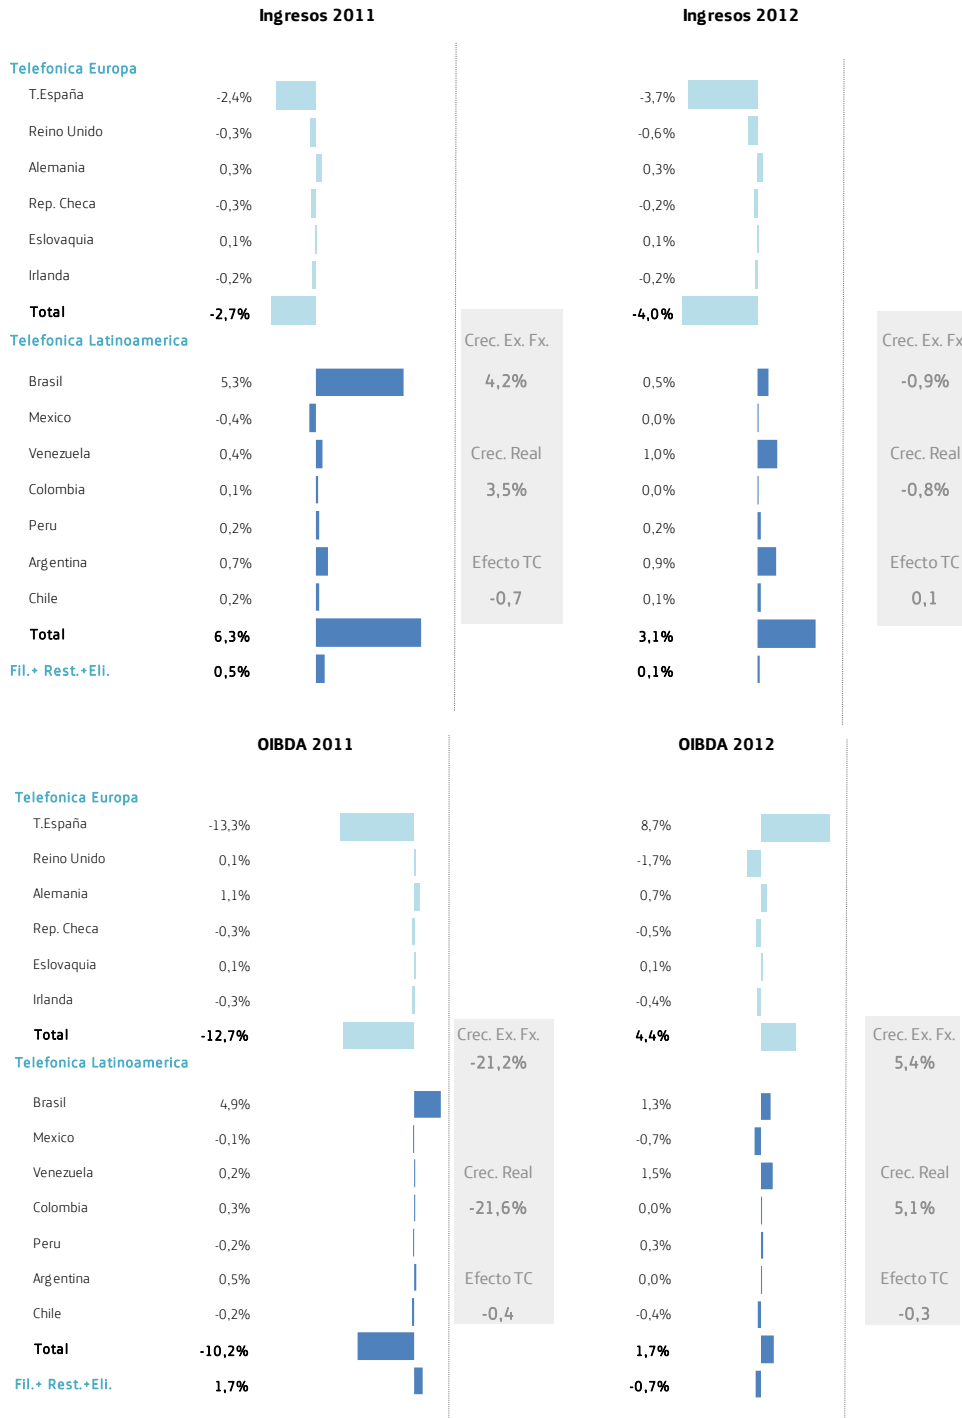 Ingresos 2011
Ingresos 2012
Telefonica Europa
T.España -2,4% -3,7%
Reino Unido -0,3% -0,6%
Alemania 0,3% 0,3%
Rep. Checa -0,3% -0,2%
Eslovaquia 0,1% 0,1%
Irlanda -0,2% -0,2%
Total -2,7% -4,0%
Telefonica Latinoamerica Crec. Ex. Fx. Crec. Ex. Fx
Brasil 5,3% 4,2% 0,5% -0,9%
Mexico -0,4% 0,0%
Venezuela 0,4% Crec. Real 1,0% Crec. Real
Colombia 0,1% 3,5% 0,0% -0,8%
Peru 0,2% 0,2%
Argentina 0,7% Efecto TC 0,9% Efecto TC
Chile 0,2% -0,7 0,1% 0,1
Total 6,3% 3,1%
Fil.+ Rest.+Eli. 0,5% 0,1%
OIBDA 2011
OIBDA 2012
Telefonica Europa
T.España -13,3% 8,7%
Reino Unido 0,1% -1,7%
Alemania 1,1% 0,7%
Rep. Checa -0,3% -0,5%
Eslovaquia 0,1% 0,1%
Irlanda -0,3% -0,4%
Total -12,7% Crec. Ex. Fx. 4,4% Crec. Ex. Fx.
Telefonica Latinoamerica -21,2% 5,4%
Brasil 4,9% 1,3%
Mexico -0,1% -0,7%
Venezuela 0,2% Crec. Real 1,5% Crec. Real
Colombia 0,3% -21,6% 0,0% 5,1%
Peru -0,2% 0,3%
Argentina 0,5% Efecto TC 0,0% Efecto TC
Chile -0,2% -0,4 -0,4% -0,3
Total -10,2% 1,7%
Fil.+ Rest.+Eli. 1,7% -0,7%